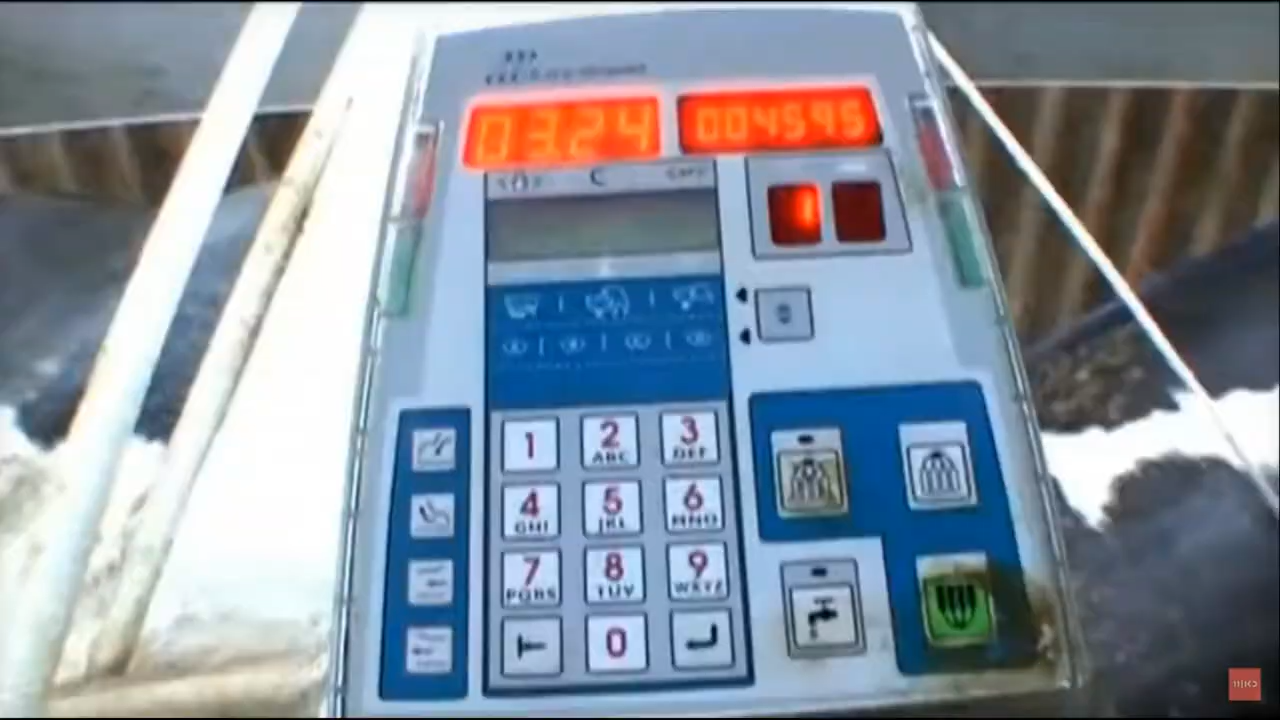 03.24 004595
C
1
1 2 3
ABC DEF
4 5 6
GHI JKL MNO
7 8 9
PQRS TUV WXYZ
0